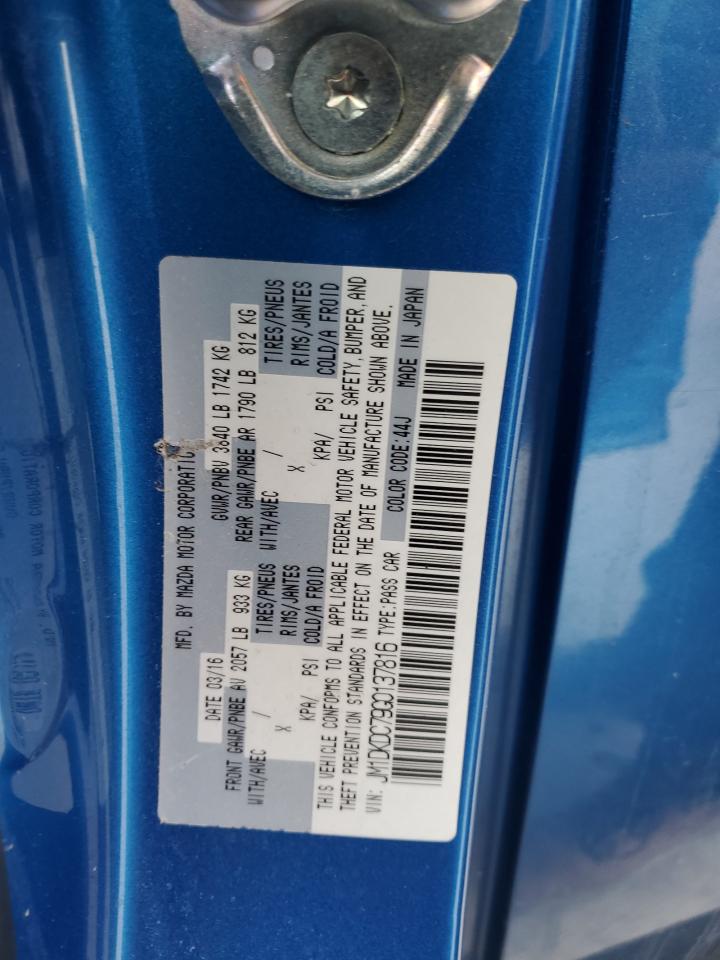 MFD. BY MAZDA MOTOR CORPORATION
DATE 03/16 GVWR/PNBV 3840 LB 1742 KG
FRONT GAWR/PNBE AV 2057 LB 933 KG REAR GAWR/PNBE AR 1790 LB 812 KG
WITH/AVEC / TIRES/PNEUS WITH/AVEC / TIRES/PNEUS
X RIMS/JANTES X RIMS/JANTES
KPA/ PSI COLD/A FROID KPA/ PSI COLD/A FROID
THIS VEHICLE CONFORMS TO ALL APPLICABLE FEDERAL MOTOR VEHICLE SAFETY, BUMPER, AND
THEFT PREVENTION STANDARDS IN EFFECT ON THE DATE OF MANUFACTURE SHOWN ABOVE.
VIN: JM1DKDC79G0137816 TYPE:PASS CAR COLOR CODE:44J MADE IN JAPAN